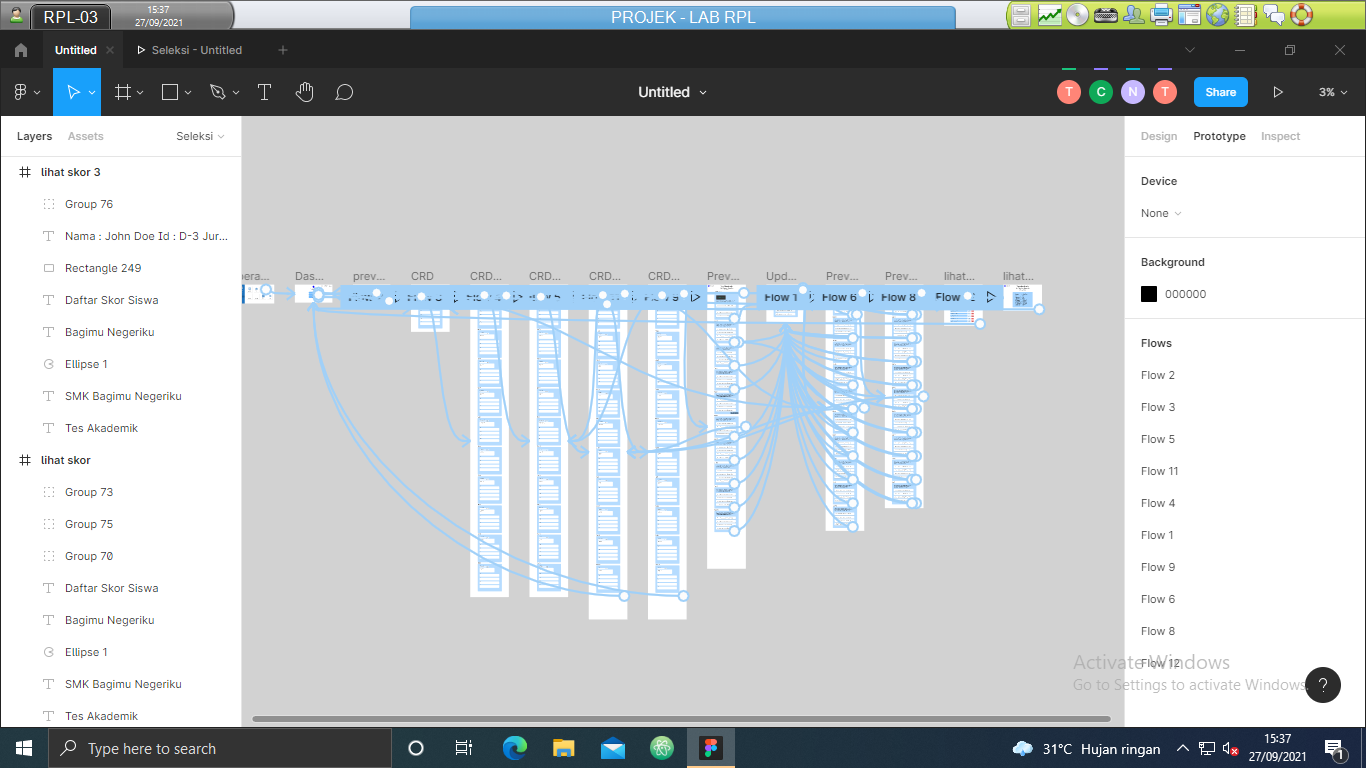 RPL-03
15:37
27/09/2021
PROJEK - LAB RPL
Untitled
Seleksi - Untitled
Untitled
T
C
N
T
Share
3%
Layers
Assets
Seleksi
Design
Prototype
Inspect
lihat skor 3
Group 76
Nama : John Doe Id : D-3 Jur...
Rectangle 249
Daftar Skor Siswa
Bagimu Negeriku
Ellipse 1
SMK Bagimu Negeriku
Tes Akademik
lihat skor
Group 73
Group 75
Group 70
Daftar Skor Siswa
Bagimu Negeriku
Ellipse 1
SMK Bagimu Negeriku
Tes Akademik
Das...
prev...
CRD
CRD...
CRD...
CRD...
CRD...
Prev...
Upd...
Prev...
Prev...
lihat...
lihat...
Flow 9
Flow 1
Flow 6
Flow 8
Flow
Device
None
Background
000000
Flows
Flow 2
Flow 3
Flow 5
Flow 11
Flow 4
Flow 1
Flow 9
Flow 6
Flow 8
Flow 12
Activate Windows
Go to Settings to activate Windows.
?
Type here to search
31°C Hujan ringan
15:37
27/09/2021
1